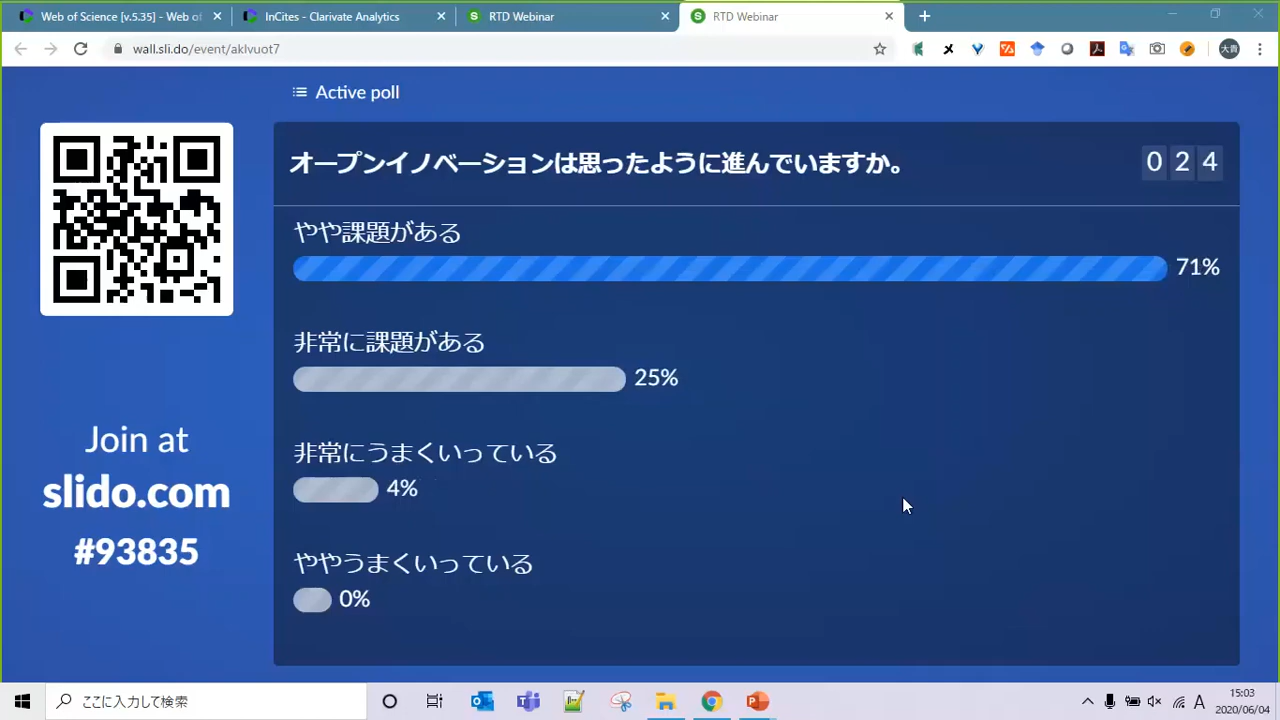 Web of Science [v.5.35] - Web of
InCites - Clarivate Analytics
RTD Webinar
RTD Webinar
wall.sli.do/event/aklvuot7
大貴
Active poll
オープンイノベーションは思ったように進んでいますか。
024
やや課題がある
71%
非常に課題がある
25%
非常にうまくいっている
4%
ややうまくいっている
0%
Join at
slido.com
#93835
ここに入力して検索
A
15:03
2020/06/04